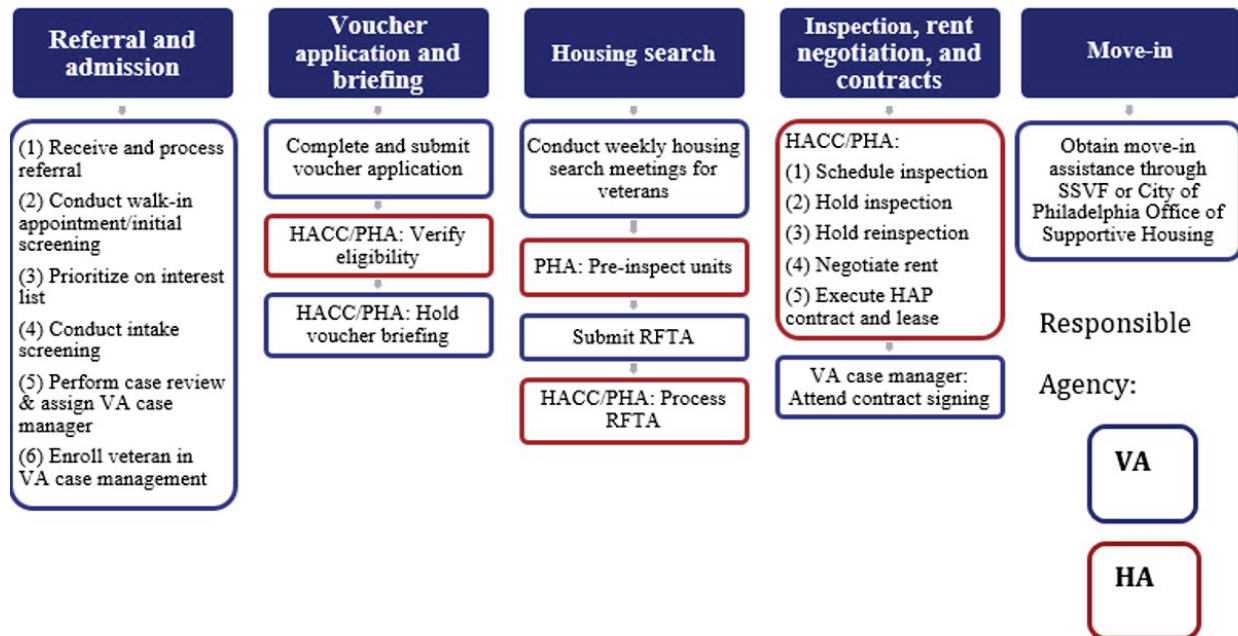 Referral and
admission
(1) Receive and process
referral
(2) Conduct walk-in
appointment/initial
screening
(3) Prioritize on interest
list
(4) Conduct intake
screening
(5) Perform case review
& assign VA case
manager
(6) Enroll veteran in
VA case management
Voucher
application and
briefing
Complete and submit
voucher application
HACC/PHA: Verify
eligibility
HACC/PHA: Hold
voucher briefing
Housing search
Conduct weekly housing
search meetings for
veterans
PHA: Pre-inspect units
Submit RFTA
HACC/PHA: Process
RFTA
Inspection, rent
negotiation, and
contracts
HACC/PHA:
(1) Schedule inspection
(2) Hold inspection
(3) Hold reinspection
(4) Negotiate rent
(5) Execute HAP
contract and lease
VA case manager:
Attend contract signing
Move-in
Obtain move-in
assistance through
SSVF or City of
Philadelphia Office of
Supportive Housing
Responsible
Agency:
VA
HA